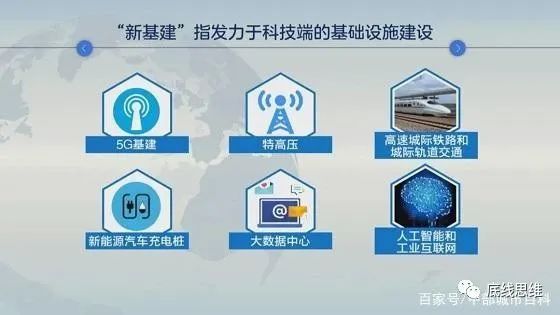 “新基建”指发力于科技端的基础设施建设
5G基建
特高压
高速城际铁路和
城际轨道交通
新能源汽车充电桩
大数据中心
人工智能和
工业互联网
底线思维
百家号/中部城市百科